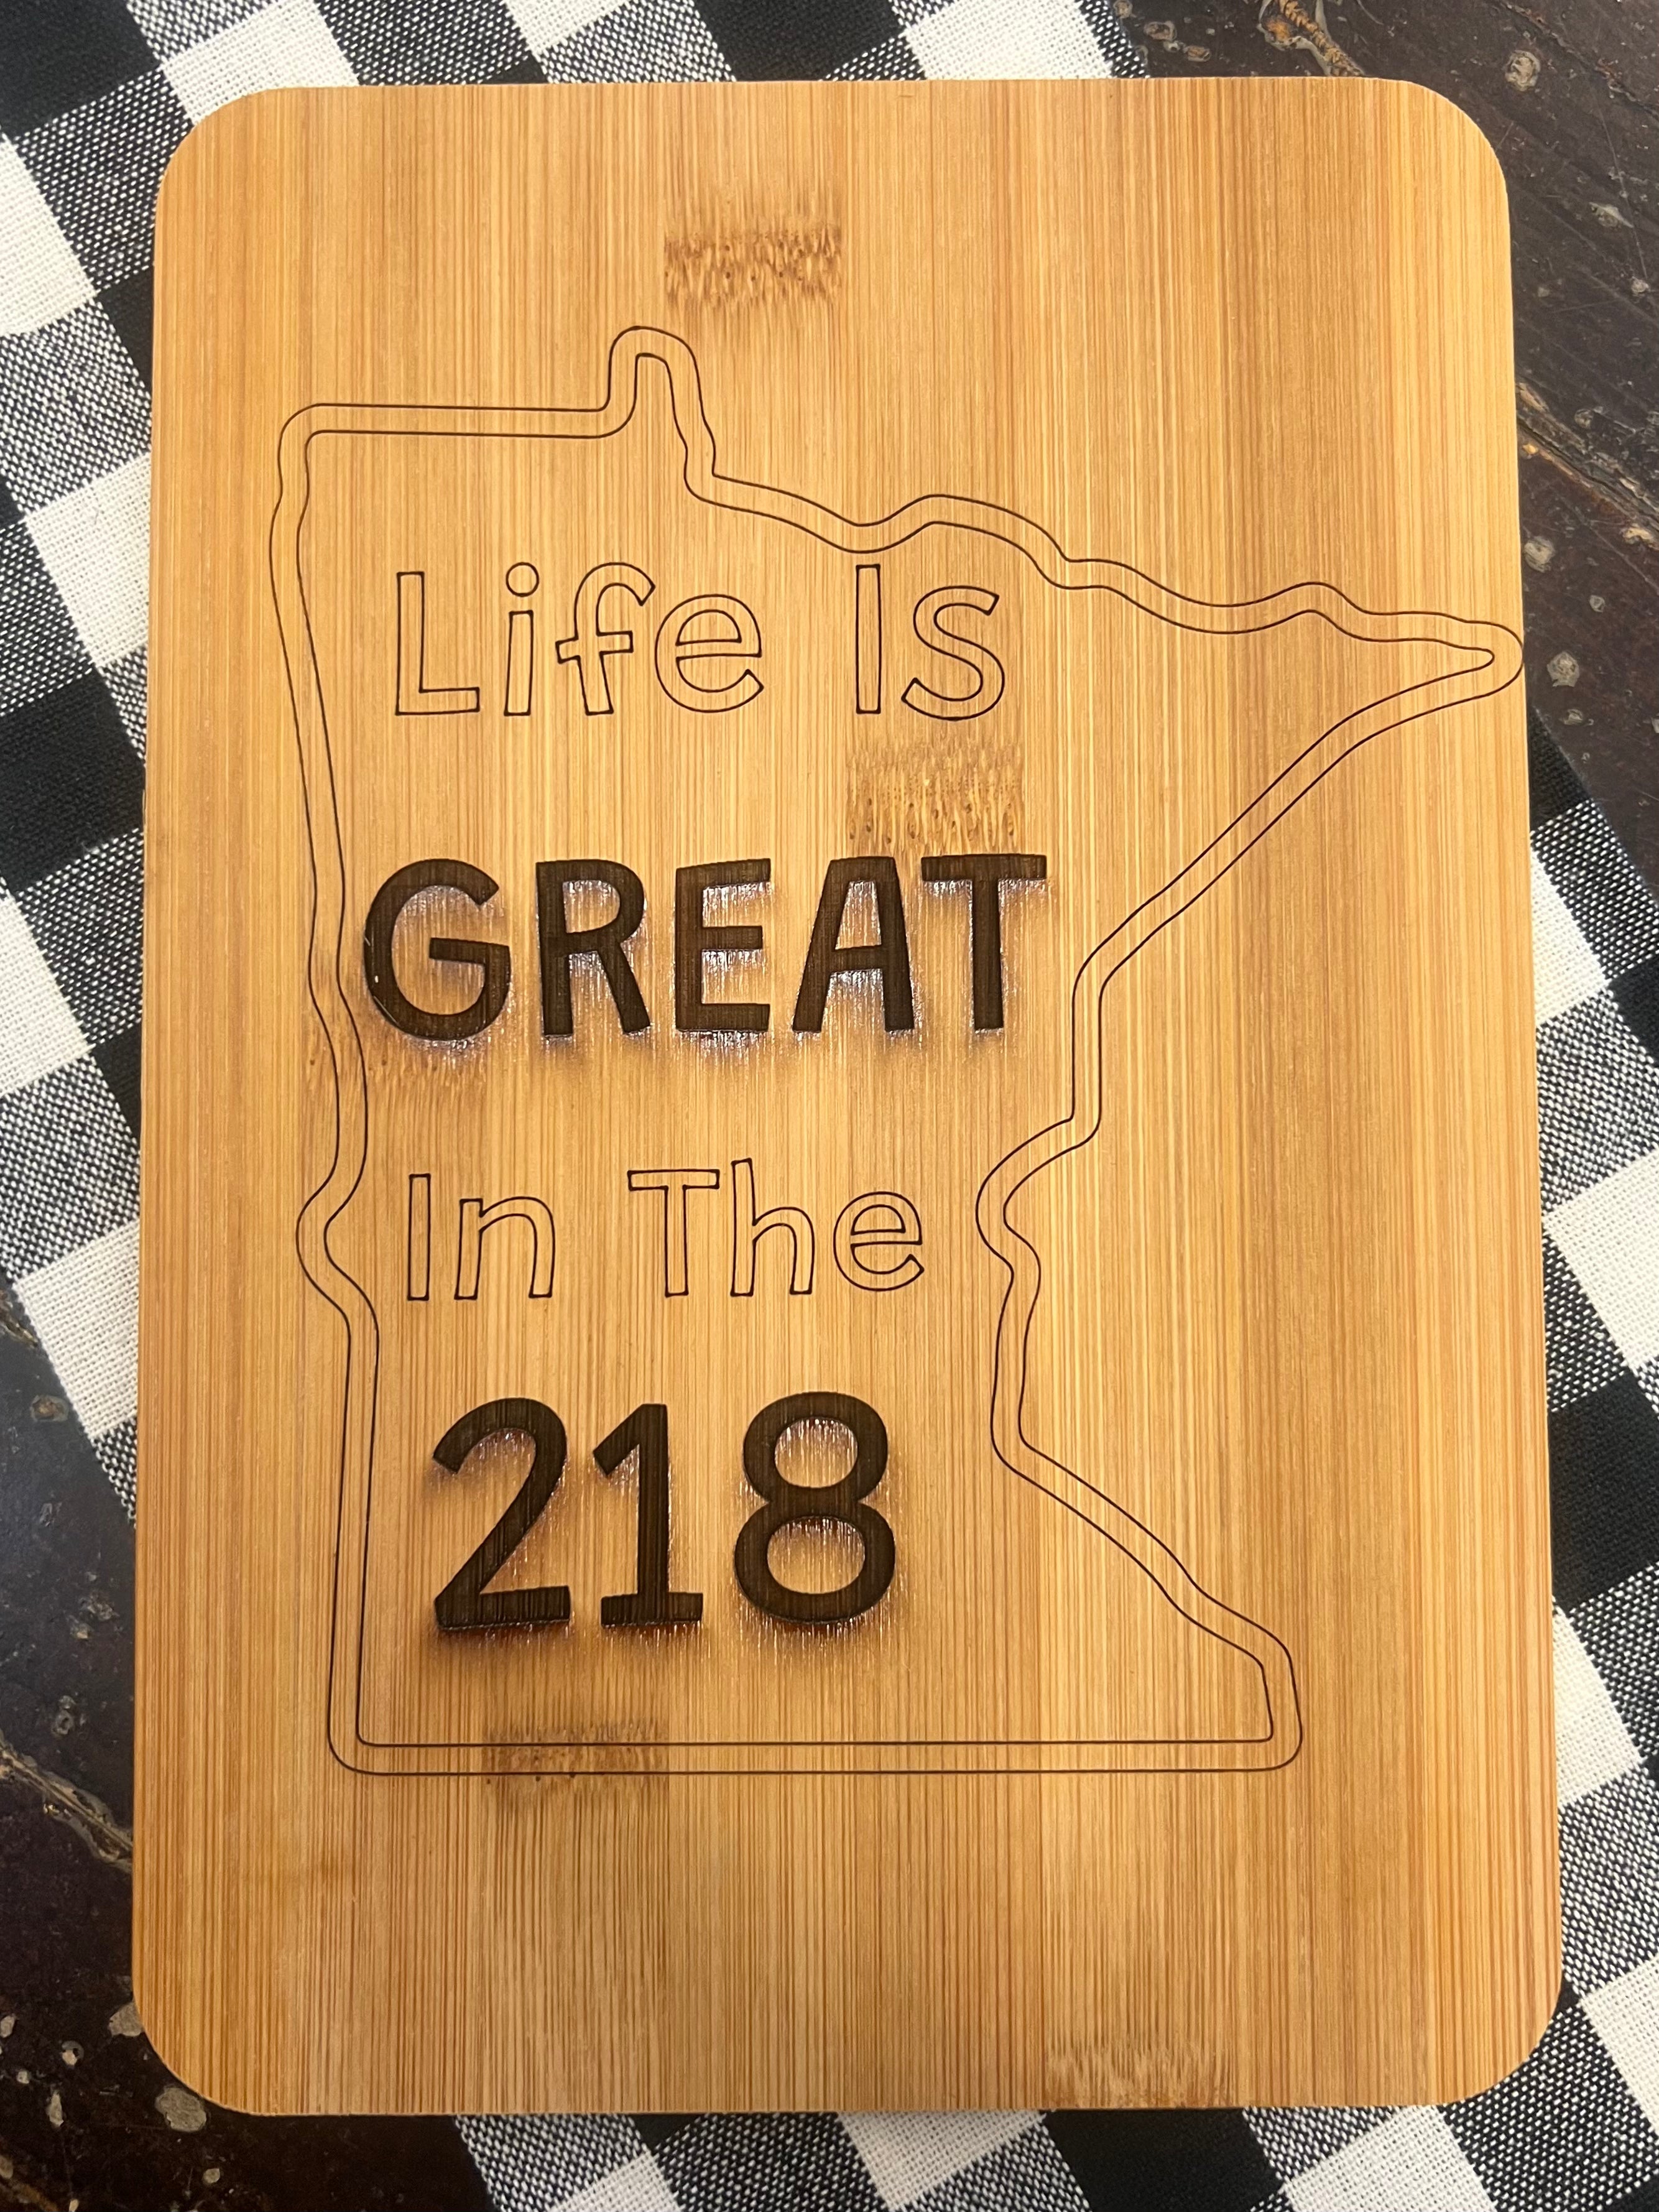 Life Is
GREAT
In The
218